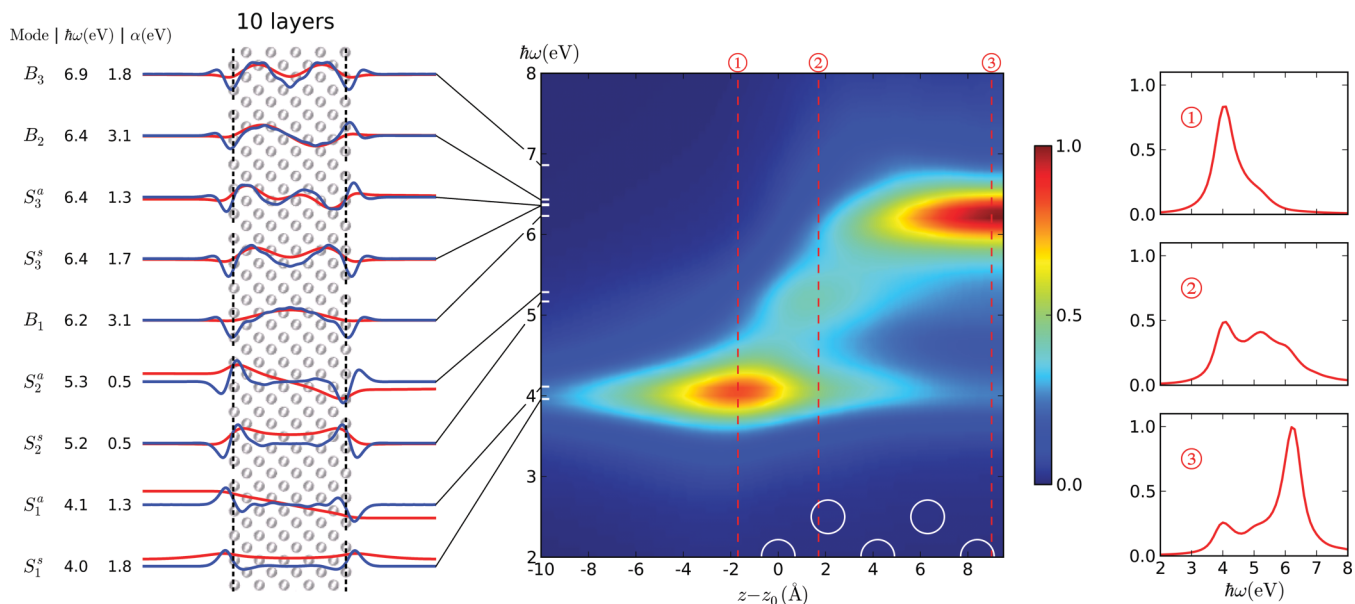 10 layers
Mode | ħω(eV) | α(eV)
B₃ 6.9 1.8
B₂ 6.4 3.1
S₃ᵃ 6.4 1.3
S₃ˢ 6.4 1.7
B₁ 6.2 3.1
S₂ᵃ 5.3 0.5
S₂ˢ 5.2 0.5
S₁ᵃ 4.1 1.3
S₁ˢ 4.0 1.8
ħω(eV)
① ② ③
8
7
6
5
4
3
2
-10 -8 -6 -4 -2 0 2 4 6 8
z−z₀ (Å)
1.0
0.5
0.0
①
1.0
0.5
0.0
②
1.0
0.5
0.0
③
1.0
0.5
0.0
2 3 4 5 6 7 8
ħω(eV)